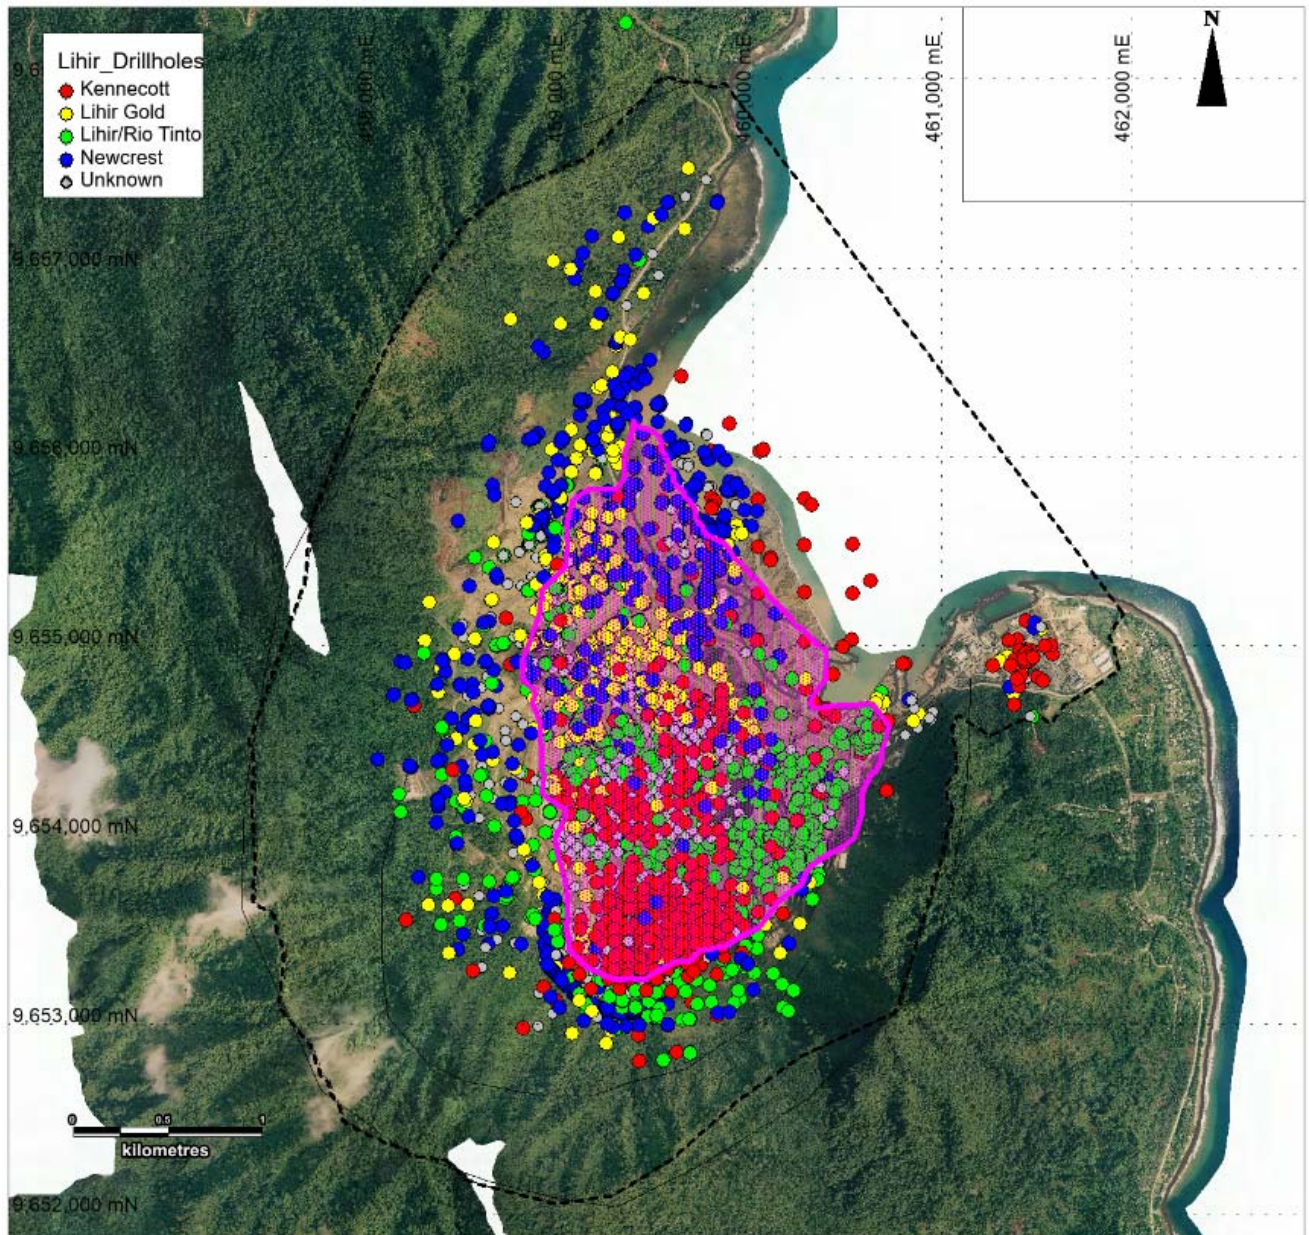 N
Lihir_Drillholes
Kennecott
Lihir Gold
Lihir/Rio Tinto
Newcrest
Unknown
461,000 mE
462,000 mE
9,657,000 mN
9,656,000 mN
9,655,000 mN
9,654,000 mN
9,653,000 mN
0 0.5 1
kilometres
9,652,000 mN